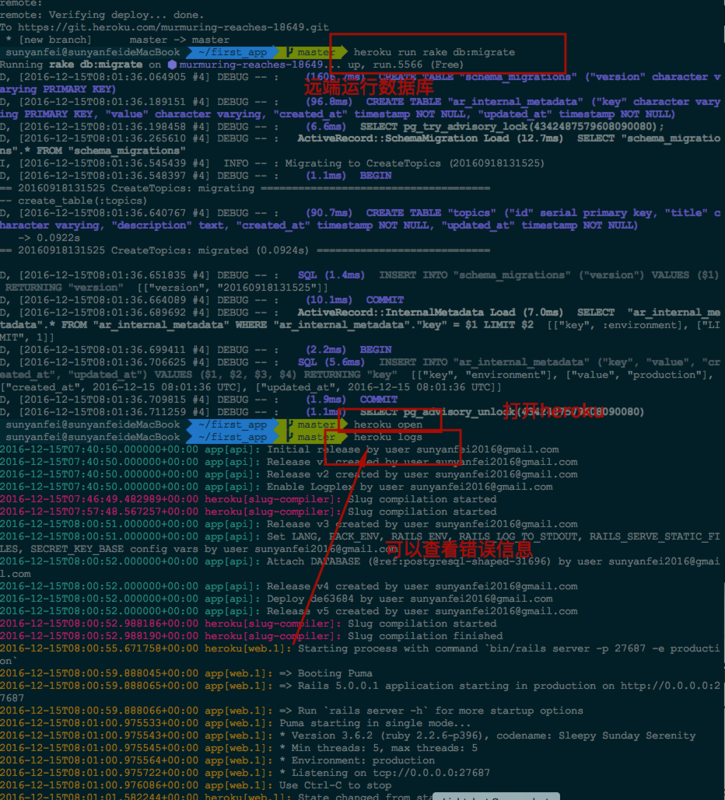 remote:
remote: Verifying deploy... done.
To https://git.heroku.com/murmuring-reaches-18649.git
 * [new branch]      master -> master
sunyanfei@sunyanfeideMacBook ~/first_app master heroku run rake db:migrate
Running rake db:migrate on murmuring-reaches-18649... up, run.5566 (Free)
D, [2016-12-15T08:01:36.064905 #4] DEBUG -- :    CREATE TABLE "schema_migrations" ("version" character v
arying PRIMARY KEY)
远端运行数据库
D, [2016-12-15T08:01:36.189151 #4] DEBUG -- :    (96.8ms)  CREATE TABLE "ar_internal_metadata" ("key" character vary
ing PRIMARY KEY, "value" character varying, "created_at" timestamp NOT NULL, "updated_at" timestamp NOT NULL)
D, [2016-12-15T08:01:36.198458 #4] DEBUG -- :    (6.6ms)  SELECT pg_try_advisory_lock(4342487579608090080);
D, [2016-12-15T08:01:36.265610 #4] DEBUG -- :   ActiveRecord::SchemaMigration Load (12.7ms)  SELECT "schema_migratio
ns".* FROM "schema_migrations"
I, [2016-12-15T08:01:36.545439 #4]  INFO -- : Migrating to CreateTopics (20160918131525)
D, [2016-12-15T08:01:36.548397 #4] DEBUG -- :    (1.1ms)  BEGIN
== 20160918131525 CreateTopics: migrating =====================================
-- create_table(:topics)
D, [2016-12-15T08:01:36.640767 #4] DEBUG -- :    (90.7ms)  CREATE TABLE "topics" ("id" serial primary key, "title" c
haracter varying, "description" text, "created_at" timestamp NOT NULL, "updated_at" timestamp NOT NULL)
   -> 0.0922s
== 20160918131525 CreateTopics: migrated (0.0924s) ============================
D, [2016-12-15T08:01:36.651835 #4] DEBUG -- :   SQL (1.4ms)  INSERT INTO "schema_migrations" ("version") VALUES ($1)
 RETURNING "version"  [["version", "20160918131525"]]
D, [2016-12-15T08:01:36.664089 #4] DEBUG -- :    (10.1ms)  COMMIT
D, [2016-12-15T08:01:36.689692 #4] DEBUG -- :   ActiveRecord::InternalMetadata Load (7.0ms)  SELECT  "ar_internal_me
tadata".* FROM "ar_internal_metadata" WHERE "ar_internal_metadata"."key" = $1 LIMIT $2  [["key", :environment], ["LI
MIT", 1]]
D, [2016-12-15T08:01:36.699411 #4] DEBUG -- :    (2.2ms)  BEGIN
D, [2016-12-15T08:01:36.706625 #4] DEBUG -- :   SQL (5.6ms)  INSERT INTO "ar_internal_metadata" ("key", "value", "cr
eated_at", "updated_at") VALUES ($1, $2, $3, $4) RETURNING "key"  [["key", "environment"], ["value", "production"],
["created_at", 2016-12-15 08:01:36 UTC], ["updated_at", 2016-12-15 08:01:36 UTC]]
D, [2016-12-15T08:01:36.709815 #4] DEBUG -- :    (1.9ms)  COMMIT
D, [2016-12-15T08:01:36.711259 #4] DEBUG -- :    (1.1ms)  SELECT pg_advisory_unlock(4342487579608090080)
打开heroku
sunyanfei@sunyanfeideMacBook ~/first_app master heroku open
sunyanfei@sunyanfeideMacBook ~/first_app master heroku logs
2016-12-15T07:40:50.000000+00:00 app[api]: Initial release by user sunyanfei2016@gmail.com
2016-12-15T07:40:50.000000+00:00 app[api]: Release v1 created by user sunyanfei2016@gmail.com
2016-12-15T07:40:50.000000+00:00 app[api]: Release v2 created by user sunyanfei2016@gmail.com
2016-12-15T07:40:50.000000+00:00 app[api]: Enable Logplex by user sunyanfei2016@gmail.com
2016-12-15T07:46:49.482989+00:00 heroku[slug-compiler]: Slug compilation started
2016-12-15T07:57:48.567257+00:00 heroku[slug-compiler]: Slug compilation started
2016-12-15T08:00:51.000000+00:00 app[api]: Release v3 created by user sunyanfei2016@gmail.com
2016-12-15T08:00:51.000000+00:00 app[api]: Set LANG, RACK_ENV, RAILS_ENV, RAILS_LOG_TO_STDOUT, RAILS_SERVE_STATIC_FI
LES, SECRET_KEY_BASE config vars by user sunyanfei2016@gmail.com
可以查看错误信息
2016-12-15T08:00:52.000000+00:00 app[api]: Attach DATABASE (@ref:postgresql-shaped-31696) by user sunyanfei2016@gmai
l.com
2016-12-15T08:00:52.000000+00:00 app[api]: Release v4 created by user sunyanfei2016@gmail.com
2016-12-15T08:00:52.000000+00:00 app[api]: Deploy de63684 by user sunyanfei2016@gmail.com
2016-12-15T08:00:52.000000+00:00 app[api]: Release v5 created by user sunyanfei2016@gmail.com
2016-12-15T08:00:52.988186+00:00 heroku[slug-compiler]: Slug compilation started
2016-12-15T08:00:52.988190+00:00 heroku[slug-compiler]: Slug compilation finished
2016-12-15T08:00:55.671758+00:00 heroku[web.1]: Starting process with command `bin/rails server -p 27687 -e producti
on`
2016-12-15T08:00:59.888045+00:00 app[web.1]: => Booting Puma
2016-12-15T08:00:59.888065+00:00 app[web.1]: => Rails 5.0.0.1 application starting in production on http://0.0.0.0:2
7687
2016-12-15T08:00:59.888066+00:00 app[web.1]: => Run `rails server -h` for more startup options
2016-12-15T08:01:00.975533+00:00 app[web.1]: Puma starting in single mode...
2016-12-15T08:01:00.975543+00:00 app[web.1]: * Version 3.6.2 (ruby 2.2.6-p396), codename: Sleepy Sunday Serenity
2016-12-15T08:01:00.975545+00:00 app[web.1]: * Min threads: 5, max threads: 5
2016-12-15T08:01:00.975564+00:00 app[web.1]: * Environment: production
2016-12-15T08:01:00.975722+00:00 app[web.1]: * Listening on tcp://0.0.0.0:27687
2016-12-15T08:01:00.976086+00:00 app[web.1]: Use Ctrl-C to stop
2016-12-15T08:01:01.582244+00:00 heroku[web.1]: State changed from